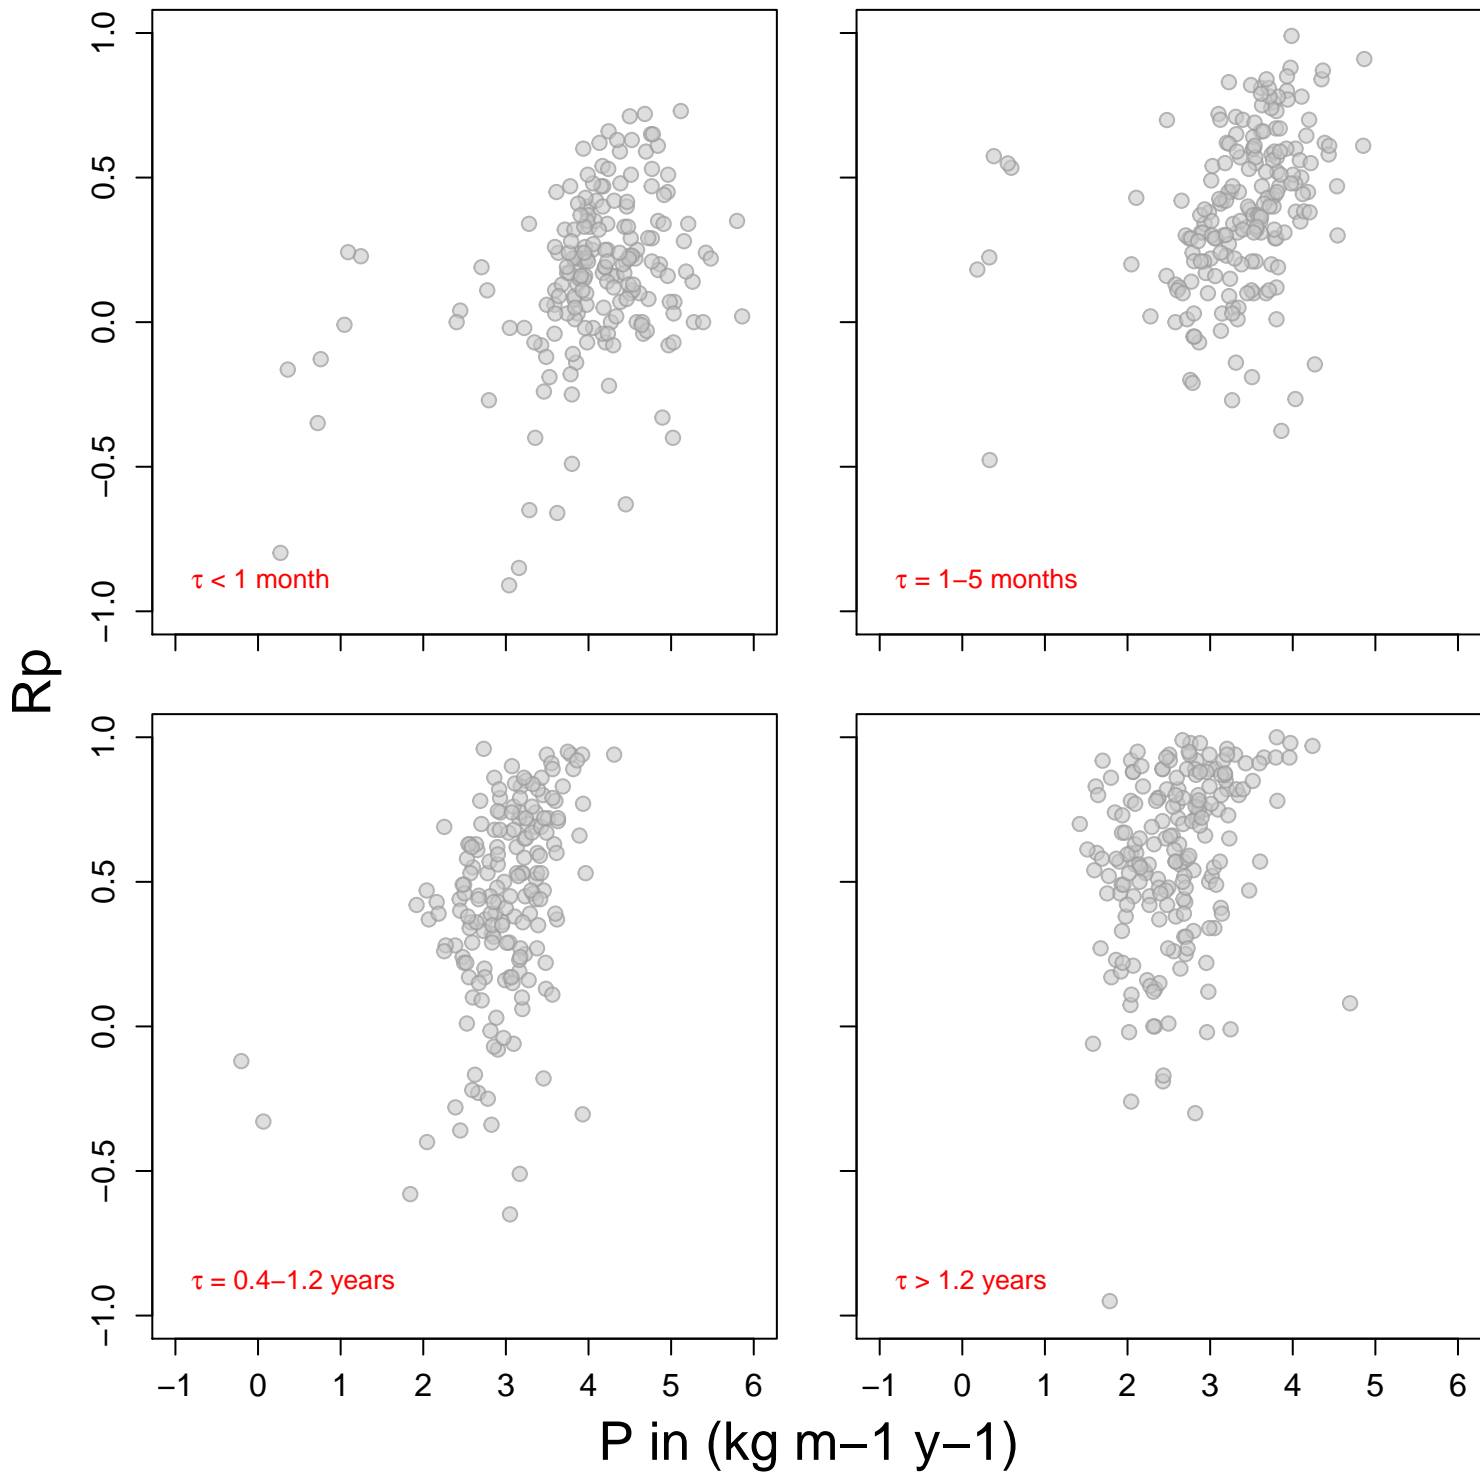 1.0
0.5
0.0
−0.5
−1.0
τ < 1 month
τ = 1−5 months
Rp
1.0
0.5
0.0
−0.5
−1.0
τ = 0.4−1.2 years
τ > 1.2 years
−1 0 1 2 3 4 5 6
−1 0 1 2 3 4 5 6
P in (kg m−1 y−1)